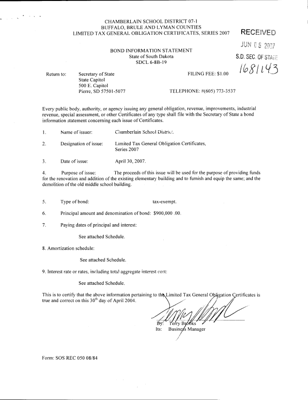 CHAMBERLAIN SCHOOL DISTRICT 07-1
BUFFALO, BRULE AND LYMAN COUNTIES
LIMITED TAX GENERAL OBLIGATION CERTIFICATES, SERIES 2007
RECEIVED
JUN 05 2007
S.D. SEC. OF STATE
1681143
BOND INFORMATION STATEMENT
State of South Dakota
SDCL 6-8B-19
Return to: Secretary of State FILING FEE: $1.00
State Capitol
500 E. Capitol
Pierre, SD 57501-5077 TELEPHONE: #(605) 773-3537
Every public body, authority, or agency issuing any general obligation, revenue, improvements, industrial
revenue, special assessment, or other Certificates of any type shall file with the Secretary of State a bond
information statement concerning each issue of Certificates.
1. Name of issuer: Chamberlain School District.
2. Designation of issue: Limited Tax General Obligation Certificates,
Series 2007
3. Date of issue: April 30, 2007.
4. Purpose of issue: The proceeds of this issue will be used for the purpose of providing funds
for the renovation and addition of the existing elementary building and to furnish and equip the same; and the
demolition of the old middle school building.
5. Type of bond: tax-exempt.
6. Principal amount and denomination of bond: $900,000 .00.
7. Paying dates of principal and interest:
See attached Schedule.
8. Amortization schedule:
See attached Schedule.
9. Interest rate or rates, including total aggregate interest cost:
See attached Schedule.
This is to certify that the above information pertaining to the Limited Tax General Obligation Certificates is
true and correct on this 30th day of April 2004.
By:
Its: Business Manager
Form: SOS REC 050 08/84